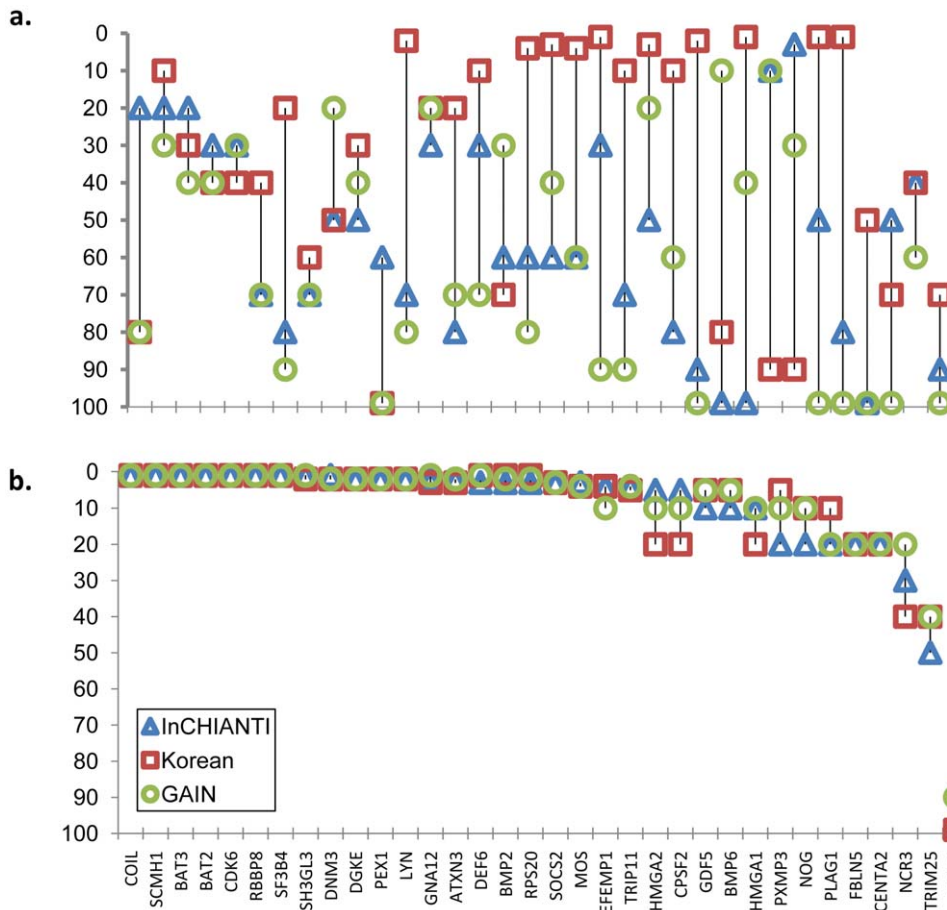 a.
0
10
20
30
40
50
60
70
80
90
100
b.
0
10
20
30
40
50
60
70
80
90
100
InCHIANTI
Korean
GAIN
COIL
SCMH1
BAT3
BAT2
CDK6
RBBP8
SF3B4
SH3GL3
DNM3
DGKE
PEX1
LYN
GNA12
ATXN3
DEF6
BMP2
RPS20
SOCS2
MOS
EFEMP1
TRIP11
HMGA2
CPSF2
GDF5
BMP6
HMGA1
PXMP3
NOG
PLAG1
FBLN5
CENTA2
NCR3
TRIM25